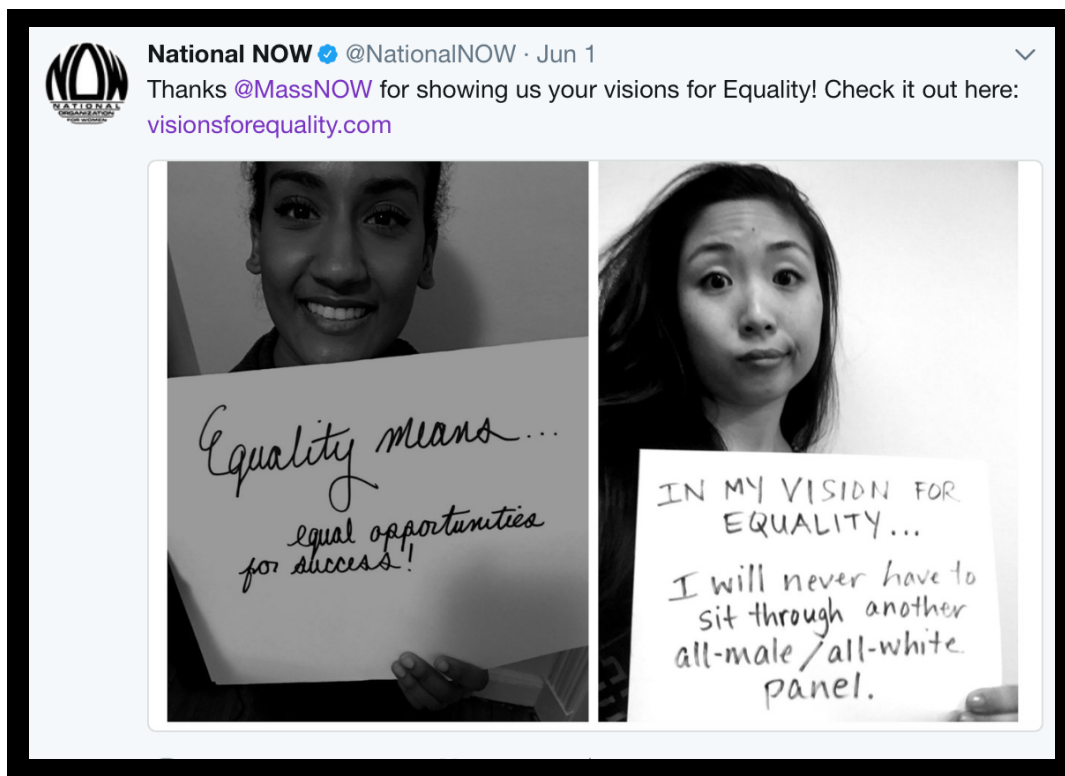 National NOW @NationalNOW · Jun 1
Thanks @MassNOW for showing us your visions for Equality! Check it out here:
visionsforequality.com
NOW
NATIONAL
ORGANIZATION
FOR WOMEN
Equality means...
equal opportunities
for success!
IN MY VISION FOR
EQUALITY...
I will never have to
sit through another
all-male/all-white
panel.